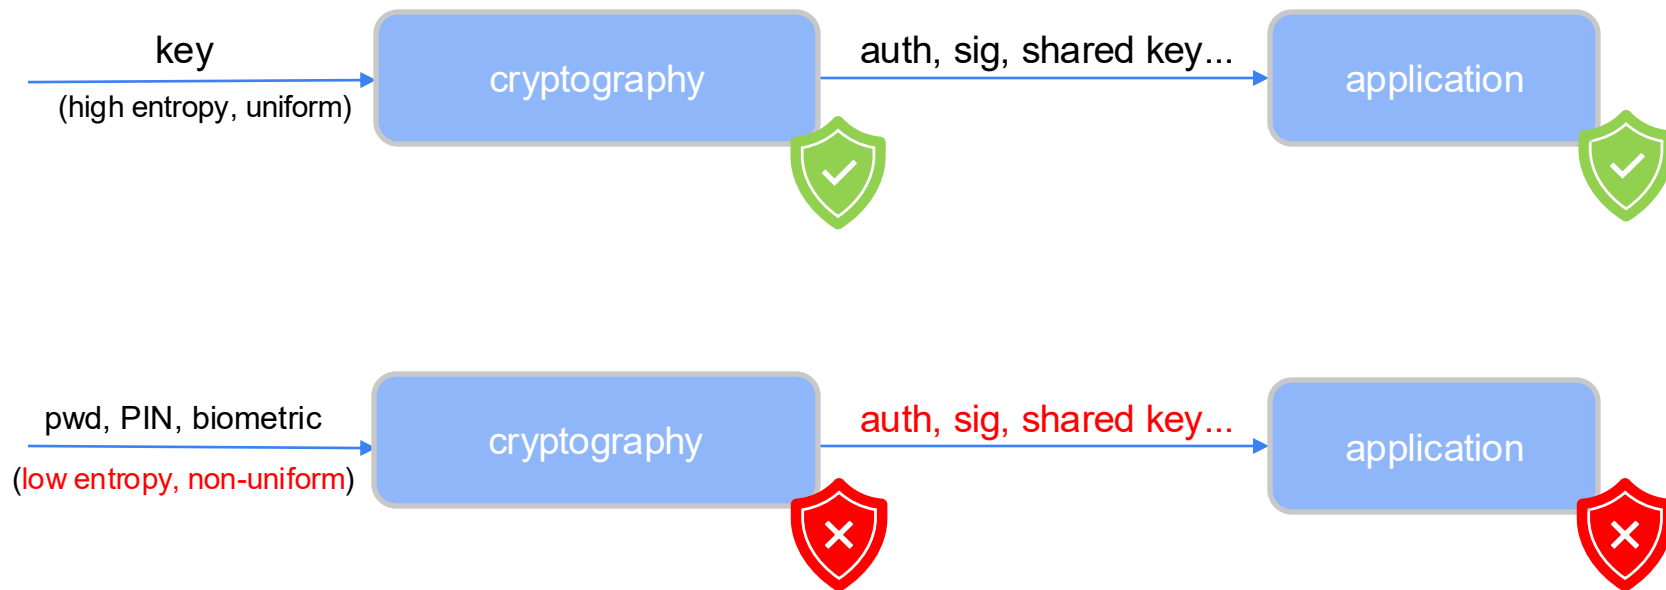 key
(high entropy, uniform)
cryptography
auth, sig, shared key...
application
pwd, PIN, biometric
(low entropy, non-uniform)
cryptography
auth, sig, shared key...
application